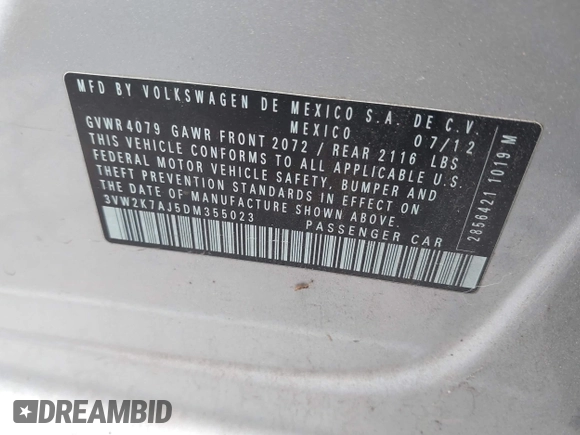 MFD BY VOLKSWAGEN DE MEXICO S.A. DE C.V.
MEXICO 07/12
GVWR 4079 GAWR FRONT 2072 / REAR 2116 LBS
THIS VEHICLE CONFORMS TO ALL APPLICABLE U.S.
FEDERAL MOTOR VEHICLE SAFETY, BUMPER AND
THEFT PREVENTION STANDARDS IN EFFECT ON
THE DATE OF MANUFACTURE SHOWN ABOVE.
3VW2K7AJ5DM355023 PASSENGER CAR
2856421 1019 M
DREAMBID